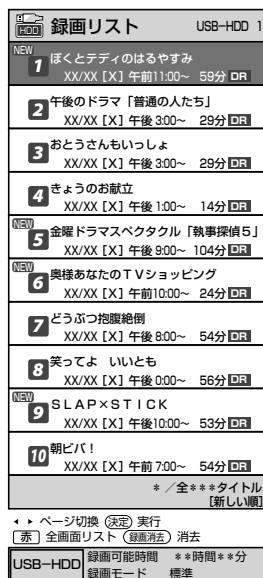 HDD 録画リスト USB-HDD 1
NEW
1 ぼくとテディのはるやすみ
XX/XX [X] 午前11:00~ 59分 DR
2 午後のドラマ「普通の人たち」
XX/XX [X] 午後 3:00~ 29分 DR
3 おとうさんもいっしょ
XX/XX [X] 午後 3:00~ 29分 DR
4 きょうのお献立
XX/XX [X] 午後 1:00~ 14分 DR
NEW
5 金曜ドラマスペクタクル「執事探偵5」
XX/XX [X] 午後 9:00~ 104分 DR
NEW
6 奥様あなたのTVショッピング
XX/XX [X] 午前10:00~ 24分 DR
7 どうぶつ抱腹絶倒
XX/XX [X] 午後 8:00~ 54分 DR
8 笑ってよ いいとも
XX/XX [X] 午後 0:00~ 56分 DR
NEW
9 SLAP×STICK
XX/XX [X] 午後10:00~ 53分 DR
10 朝ビバ!
XX/XX [X] 午前 7:00~ 54分 DR
*/全***タイトル
[新しい順]
ページ切換 決定 実行
赤 全画面リスト 録画消去 消去
USB-HDD 録画可能時間 **時間**分
録画モード 標準